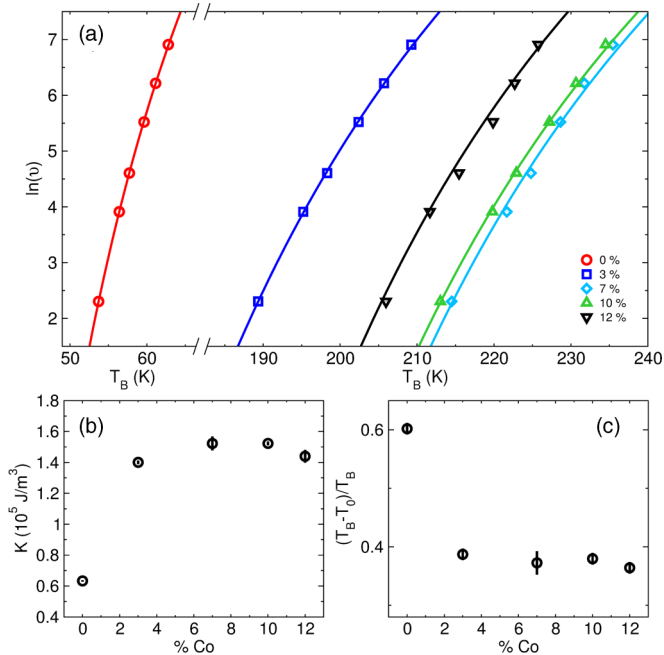 (a)
7
6
5
4
3
2
ln(υ)
50 60 190 200 210 220 230 240
T_B (K) T_B (K)
0 %
3 %
7 %
10 %
12 %
(b)
1.8
1.6
1.4
1.2
1
0.8
0.6
0.4
K (10^5 J/m^3)
0 2 4 6 8 10 12
% Co
(c)
0.6
0.4
(T_B-T_0)/T_B
0 2 4 6 8 10 12
% Co